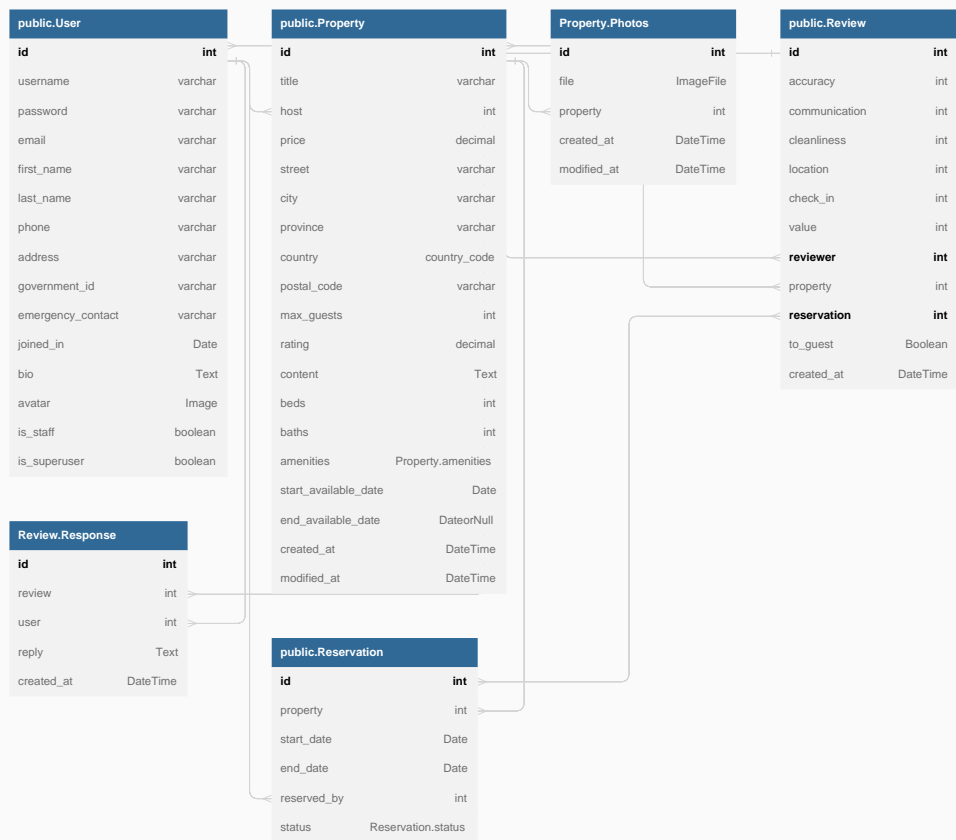 public.User
id int
username varchar
password varchar
email varchar
first_name varchar
last_name varchar
phone varchar
address varchar
government_id varchar
emergency_contact varchar
joined_in Date
bio Text
avatar Image
is_staff boolean
is_superuser boolean
public.Property
id int
title varchar
host int
price decimal
street varchar
city varchar
province varchar
country country_code
postal_code varchar
max_guests int
rating decimal
content Text
beds int
baths int
amenities Property.amenities
start_available_date Date
end_available_date DateorNull
created_at DateTime
modified_at DateTime
Property.Photos
id int
file ImageFile
property int
created_at DateTime
modified_at DateTime
public.Review
id int
accuracy int
communication int
cleanliness int
location int
check_in int
value int
reviewer int
property int
reservation int
to_guest Boolean
created_at DateTime
Review.Response
id int
review int
user int
reply Text
created_at DateTime
public.Reservation
id int
property int
start_date Date
end_date Date
reserved_by int
status Reservation.status